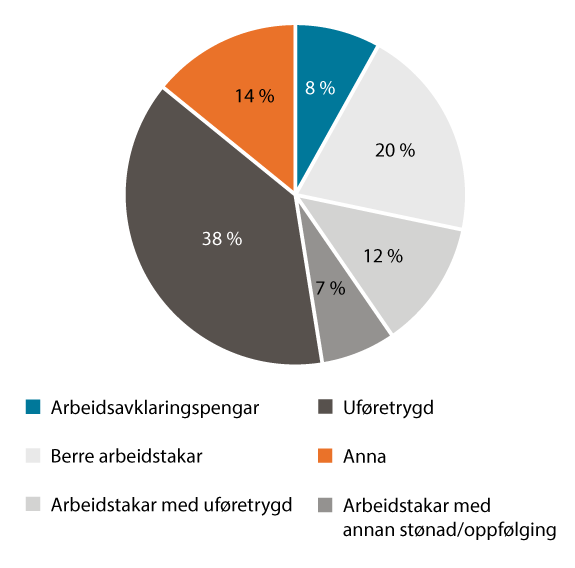 14 %
8 %
20 %
38 %
12 %
7 %
Arbeidsavklaringspengar
Uføretrygd
Berre arbeidstakar
Anna
Arbeidstakar med uføretrygd
Arbeidstakar med
annan stønad/oppfølging